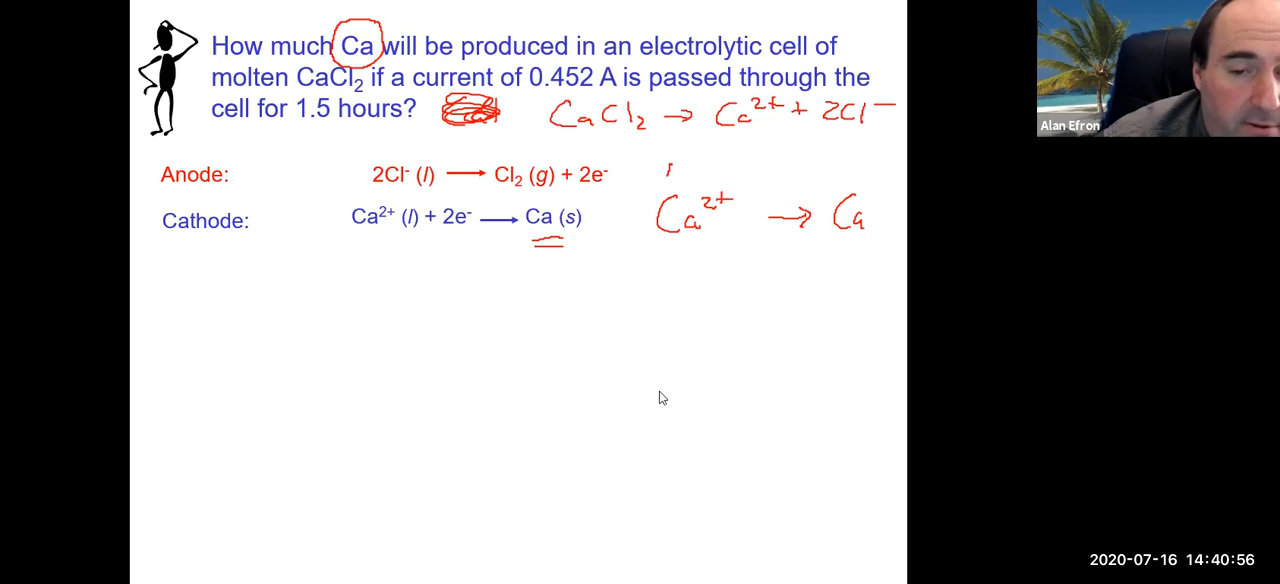 How much Ca will be produced in an electrolytic cell of
molten CaCl₂ if a current of 0.452 A is passed through the
cell for 1.5 hours?
CaCl₂ → Ca²⁺ + 2Cl⁻
Anode: 2Cl⁻ (l) → Cl₂ (g) + 2e⁻
Cathode: Ca²⁺ (l) + 2e⁻ → Ca (s)
Ca²⁺ → Ca
Alan Efron
2020-07-16 14:40:56